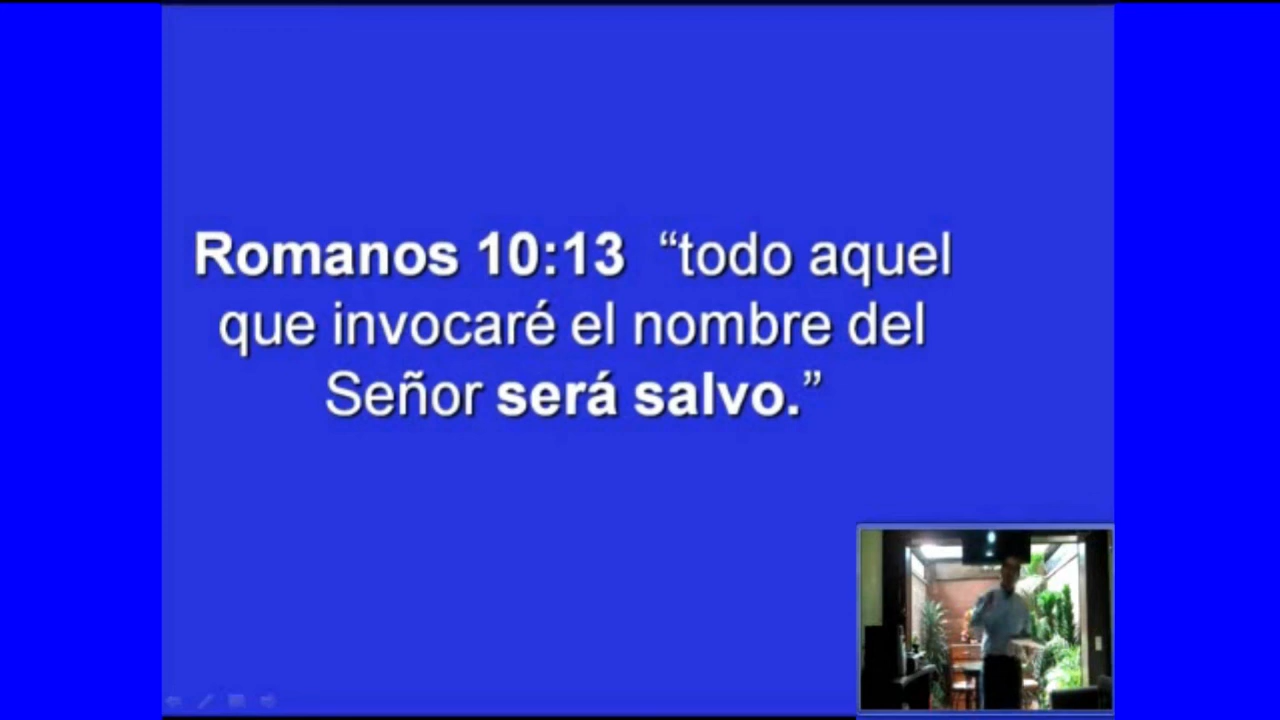 Romanos 10:13 “todo aquel
que invocaré el nombre del
Señor será salvo.”